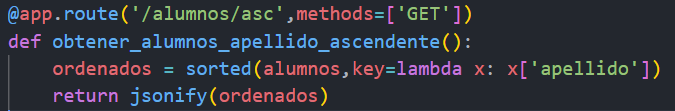 @app.route('/alumnos/asc',methods=['GET'])
def obtener_alumnos_apellido_ascendente():
    ordenados = sorted(alumnos,key=lambda x: x['apellido'])
    return jsonify(ordenados)